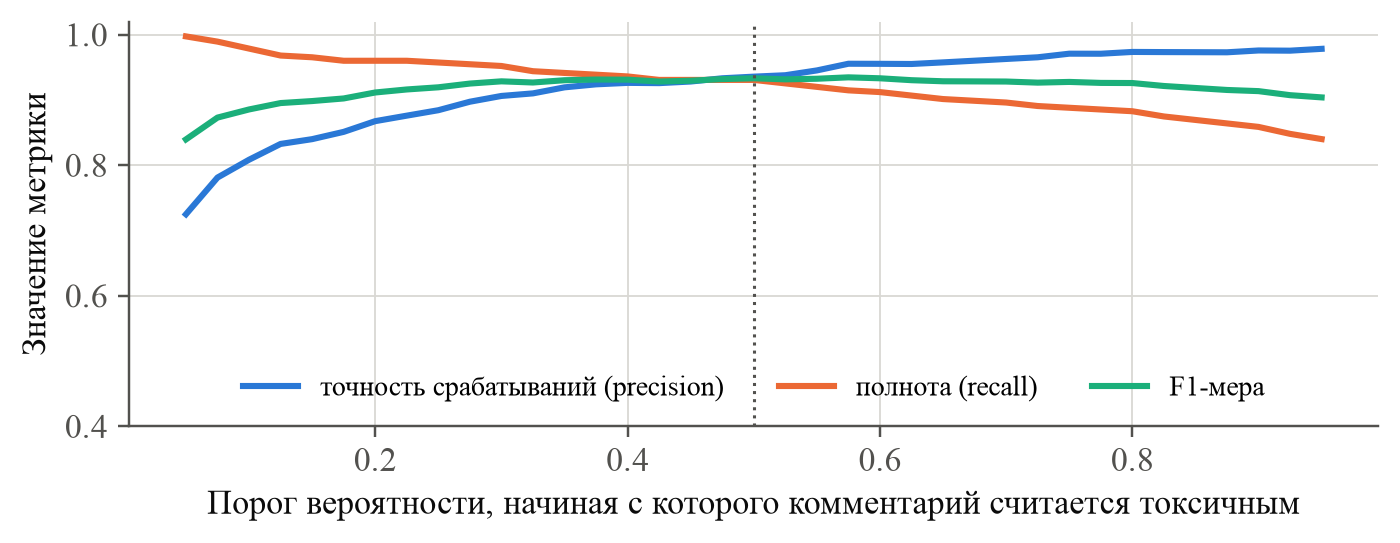 1.0
0.8
0.6
0.4
Значение метрики
точность срабатываний (precision) полнота (recall) F1-мера
0.2 0.4 0.6 0.8
Порог вероятности, начиная с которого комментарий считается токсичным